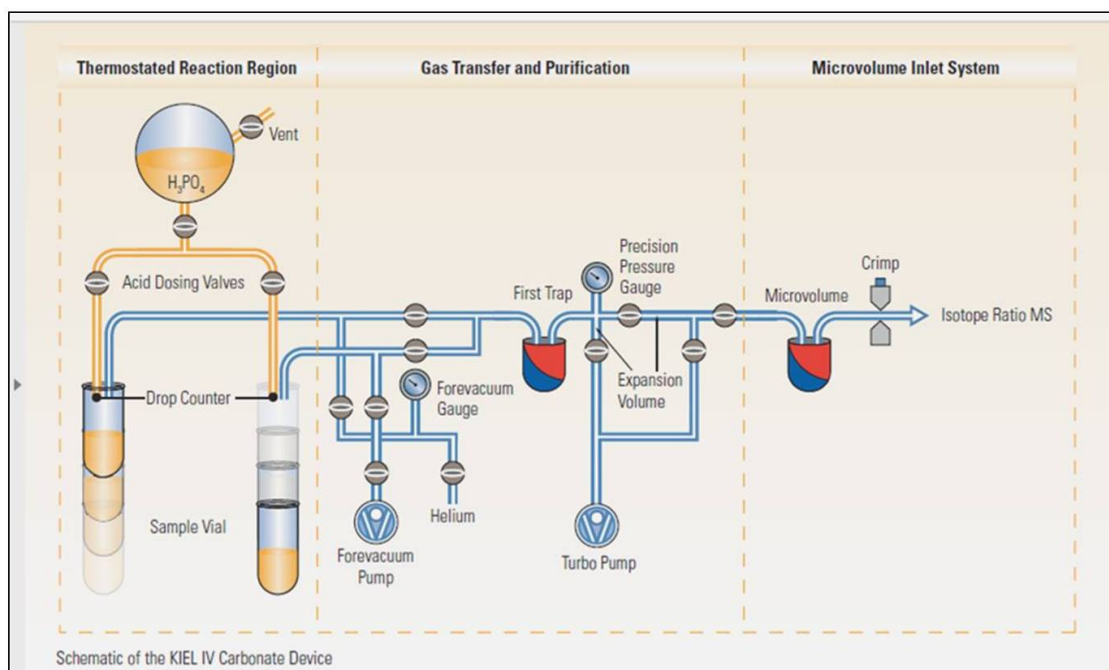 Thermostated Reaction Region
Gas Transfer and Purification
Microvolume Inlet System
Vent
H₃PO₄
Acid Dosing Valves
First Trap
Precision
Pressure
Gauge
Microvolume
Crimp
Isotope Ratio MS
Drop Counter
Forevacuum
Gauge
Expansion
Volume
Sample Vial
Helium
Forevacuum
Pump
Turbo Pump
Schematic of the KIEL IV Carbonate Device